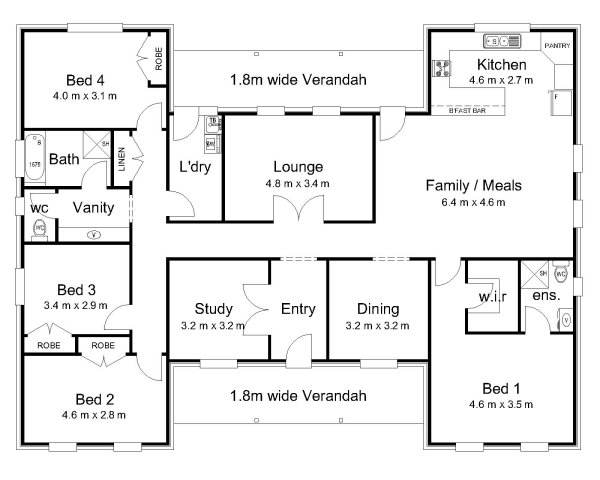 Bed 4
4.0 m x 3.1 m
ROBE
1.8m wide Verandah
Kitchen
4.6 m x 2.7 m
PANTRY
S
F
B'FAST BAR
Bath
B
1675
SH
LINEN
L'dry
TB
WM
Lounge
4.8 m x 3.4 m
Family / Meals
6.4 m x 4.6 m
WC
WC
Vanity
V
Bed 3
3.4 m x 2.9 m
ROBE
ROBE
Study
3.2 m x 3.2 m
Entry
Dining
3.2 m x 3.2 m
w.i.r
SH
WC
ens.
V
Bed 2
4.6 m x 2.8 m
1.8m wide Verandah
Bed 1
4.6 m x 3.5 m